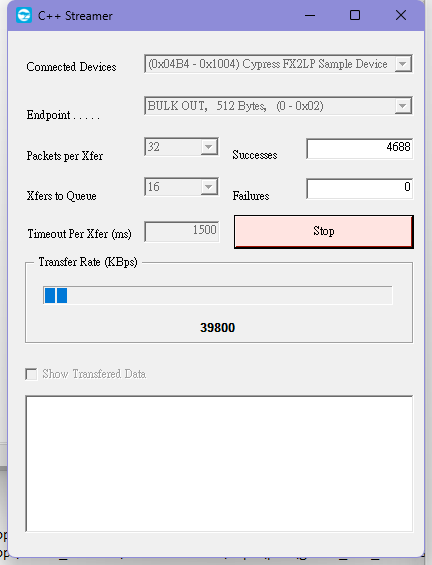 C++ Streamer
Connected Devices
(0x04B4 - 0x1004) Cypress FX2LP Sample Device
Endpoint . . . . .
BULK OUT, 512 Bytes, (0 - 0x02)
Packets per Xfer
32
Successes
4688
Xfers to Queue
16
Failures
0
Timeout Per Xfer (ms)
1500
Stop
Transfer Rate (KBps)
39800
Show Transfered Data